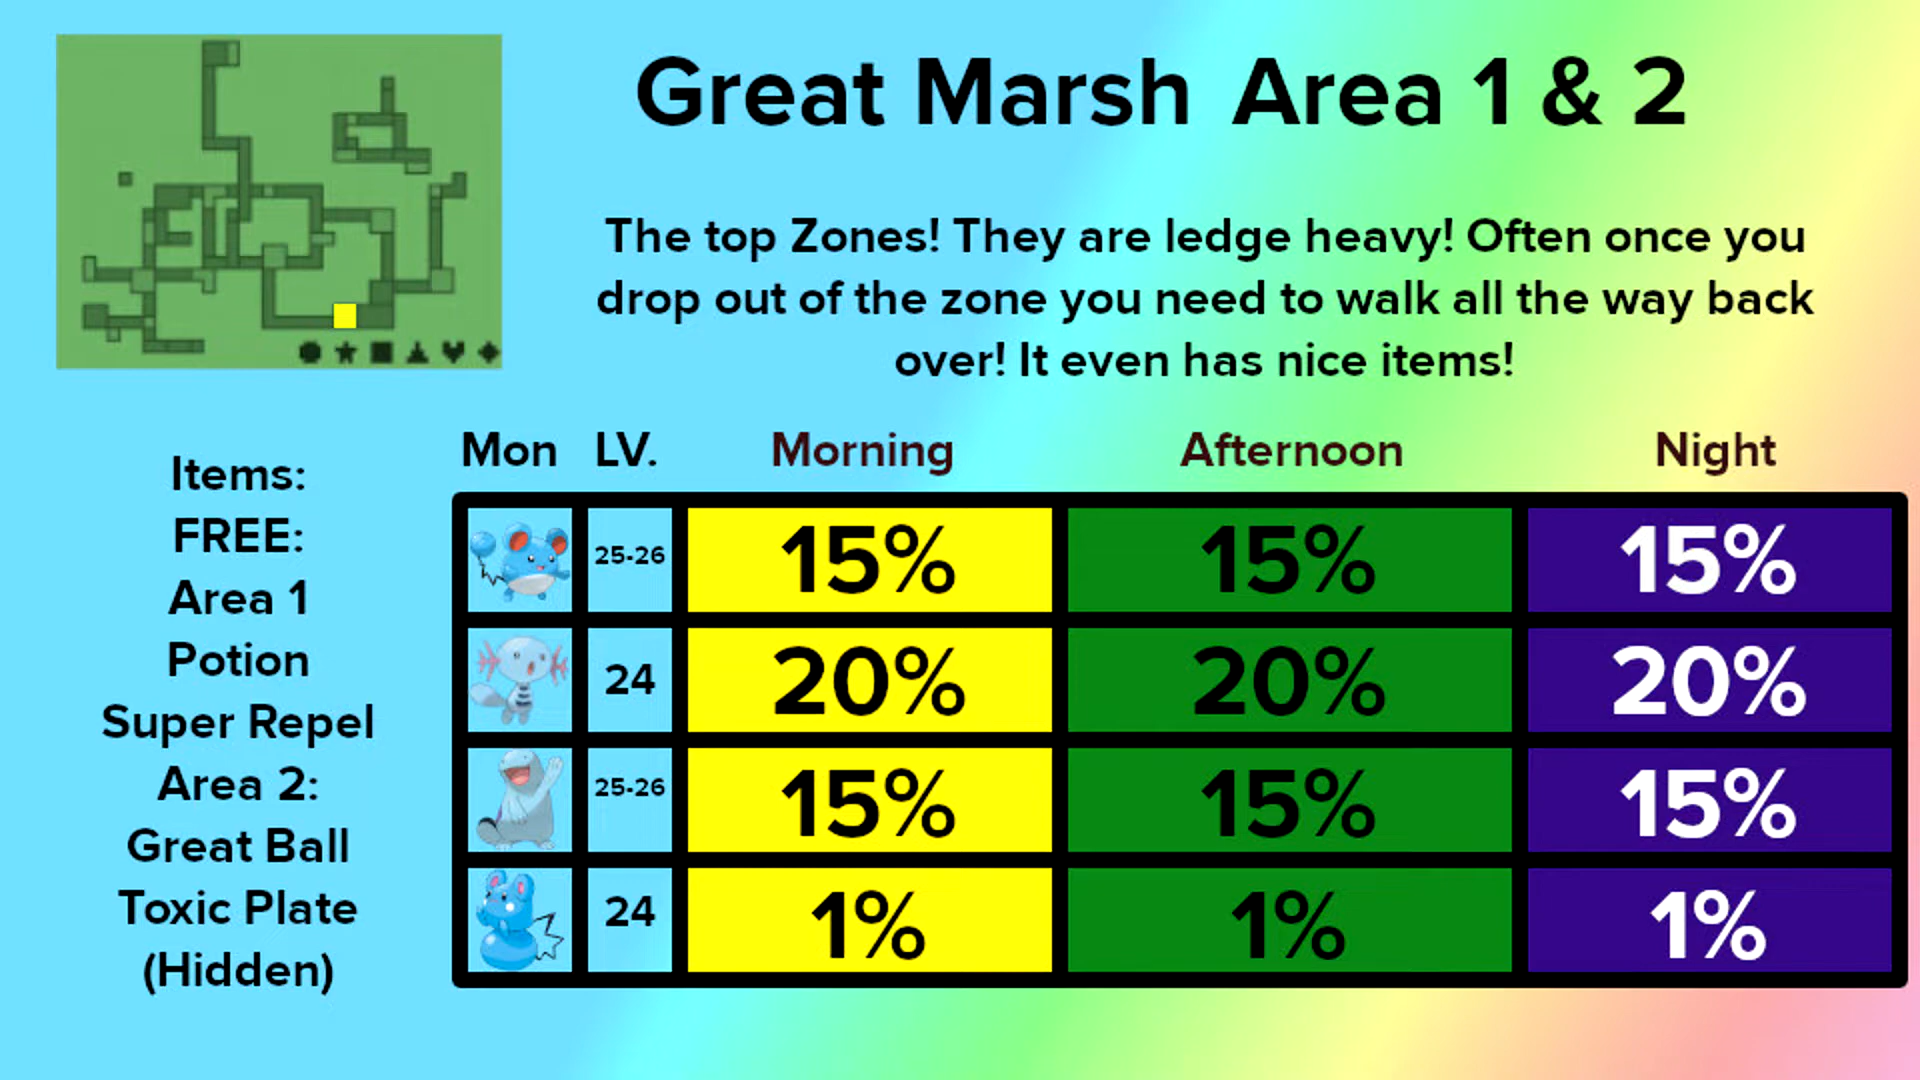 Great Marsh Area 1 & 2
The top Zones! They are ledge heavy! Often once you
drop out of the zone you need to walk all the way back
over! It even has nice items!
Items:
FREE:
Area 1
Potion
Super Repel
Area 2:
Great Ball
Toxic Plate
(Hidden)
Mon LV. Morning Afternoon Night
25-26 15% 15% 15%
24 20% 20% 20%
25-26 15% 15% 15%
24 1% 1% 1%